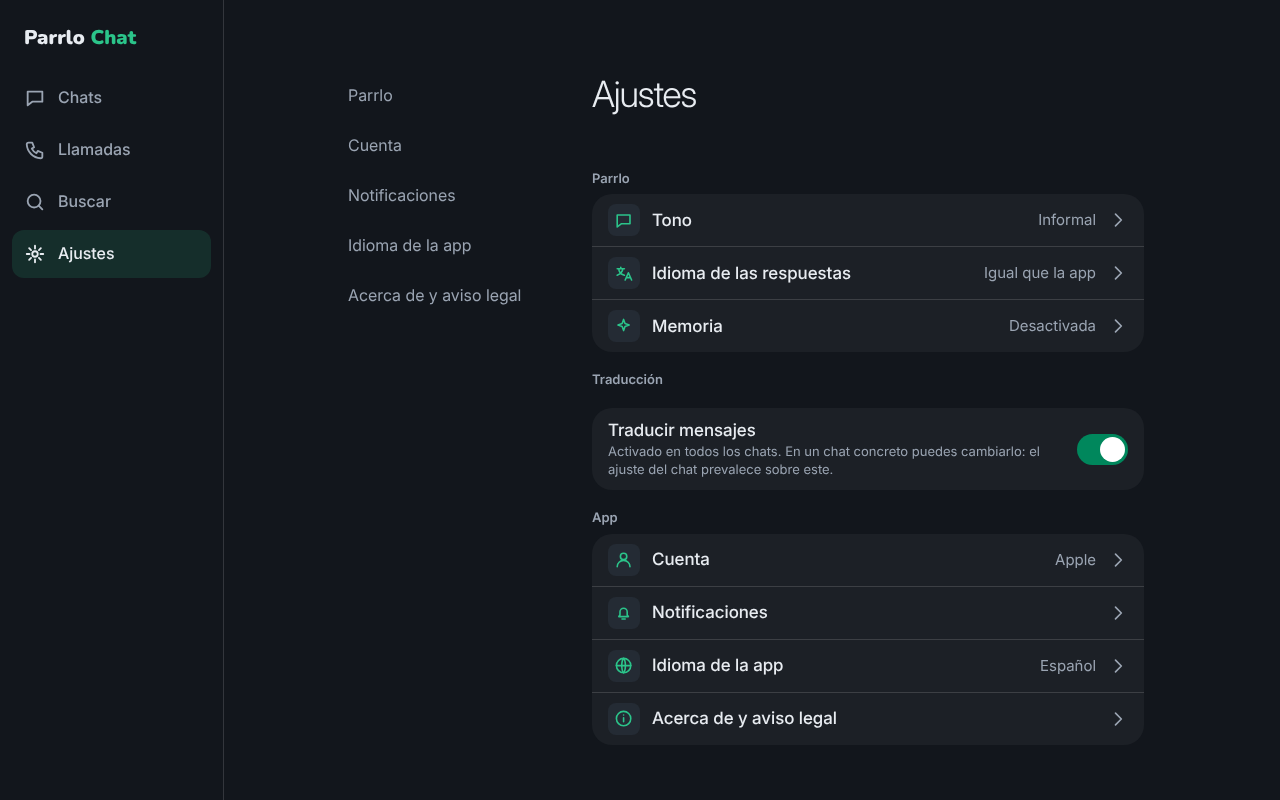 Parrlo Chat
Chats
Llamadas
Buscar
Ajustes
Parrlo
Cuenta
Notificaciones
Idioma de la app
Acerca de y aviso legal
Ajustes
Parrlo
Tono
Informal
Idioma de las respuestas
Igual que la app
Memoria
Desactivada
Traducción
Traducir mensajes
Activado en todos los chats. En un chat concreto puedes cambiarlo: el
ajuste del chat prevalece sobre este.
App
Cuenta
Apple
Notificaciones
Idioma de la app
Español
Acerca de y aviso legal